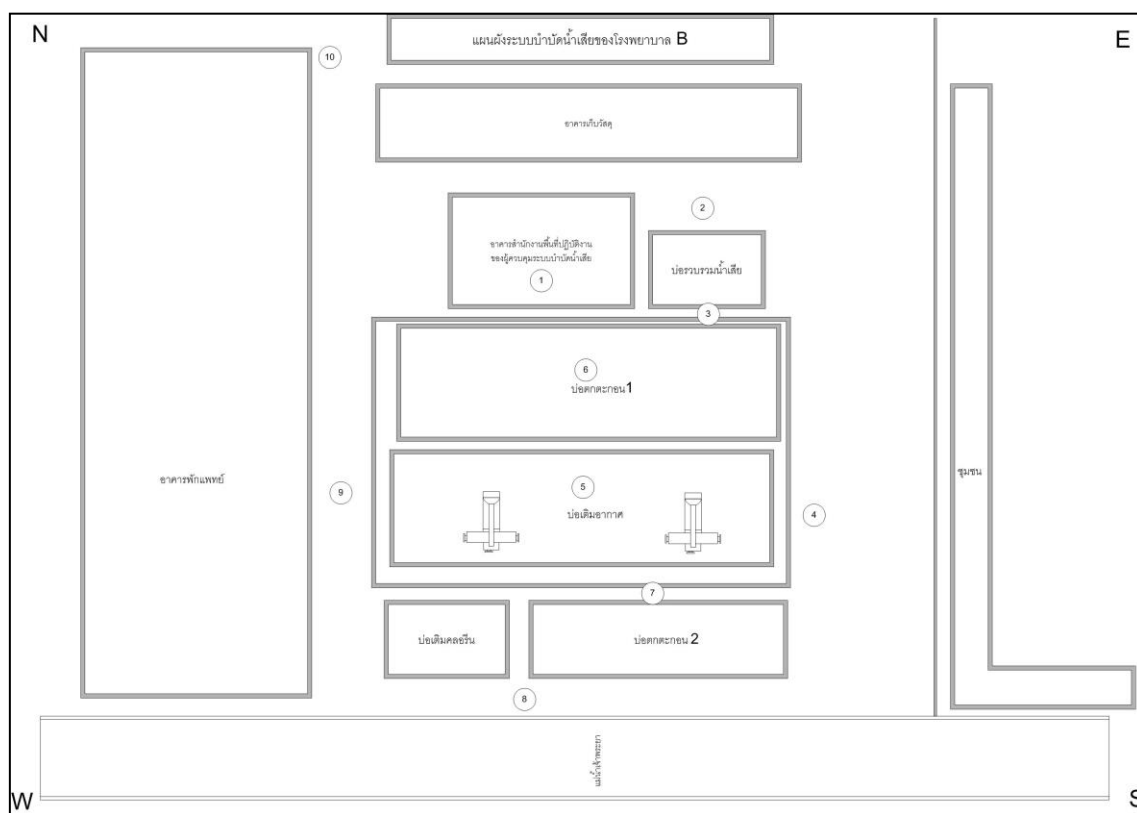 N
แผนผังระบบบำบัดน้ำเสียของโรงพยาบาล B
E
10
อาคารเก็บวัสดุ
2
อาคารสำนักงานพื้นที่ปฏิบัติงาน
ของผู้ควบคุมระบบบำบัดน้ำเสีย
บ่อรวบรวมน้ำเสีย
1
3
6
บ่อตกตะกอน 1
อาคารพักแพทย์
ชุมชน
9
5
บ่อเติมอากาศ
4
7
บ่อเติมคลอรีน
บ่อตกตะกอน 2
8
แม่น้ำเจ้าพระยา
W
S